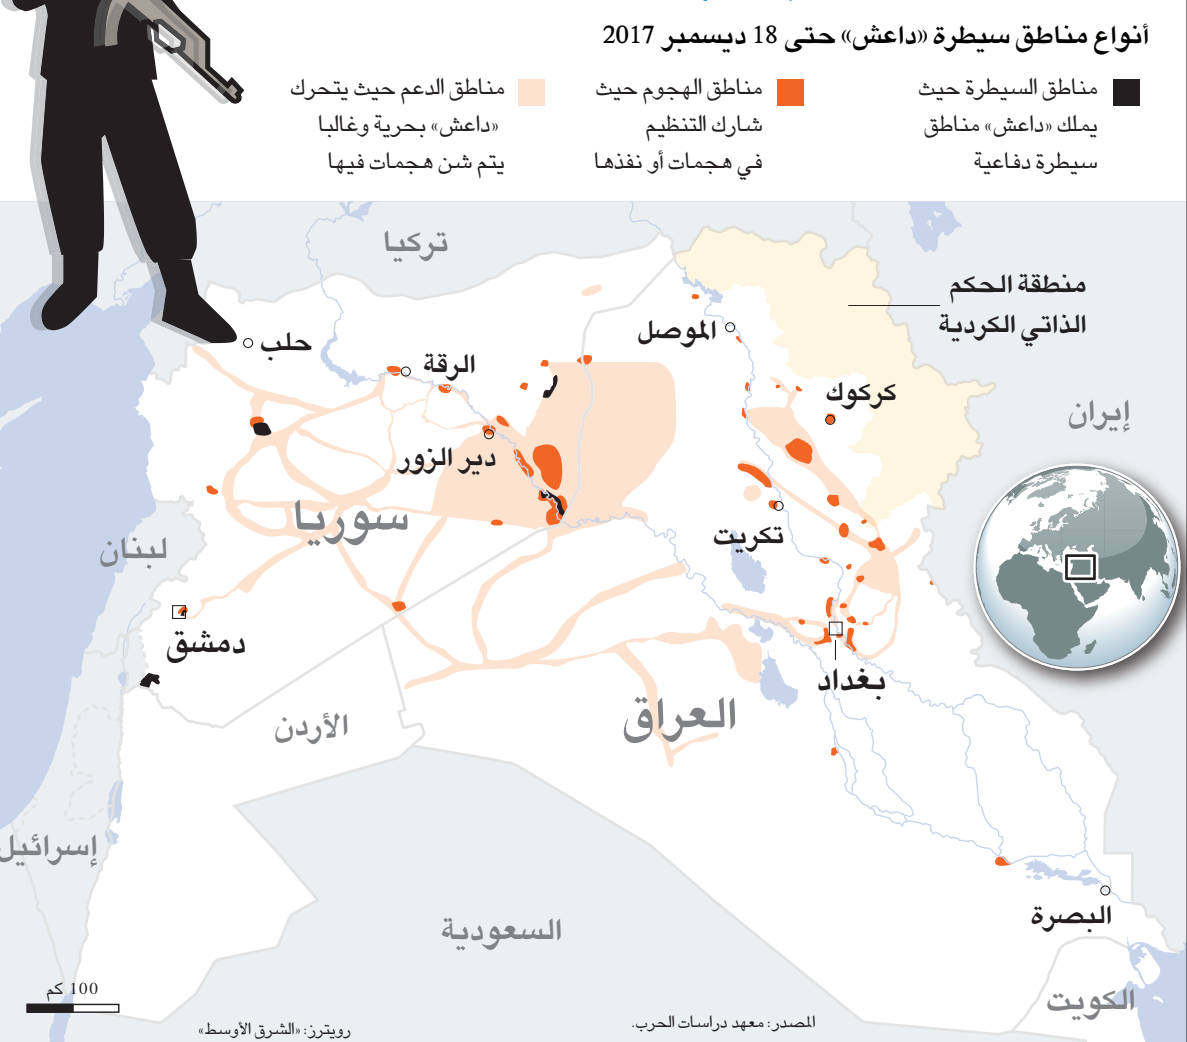 أنواع مناطق سيطرة «داعش» حتى 18 ديسمبر 2017
مناطق السيطرة حيث
يملك «داعش» مناطق
سيطرة دفاعية
مناطق الهجوم حيث
شارك التنظيم
في هجمات أو نفذها
مناطق الدعم حيث يتحرك
«داعش» بحرية وغالبا
يتم شن هجمات فيها
تركيا
منطقة الحكم
الذاتي الكردية
الموصل
حلب
الرقة
كركوك
إيران
دير الزور
سوريا
تكريت
لبنان
دمشق
بغداد
العراق
الأردن
إسرائيل
البصرة
السعودية
الكويت
100 كم
المصدر: معهد دراسات الحرب.
رويترز: «الشرق الأوسط»